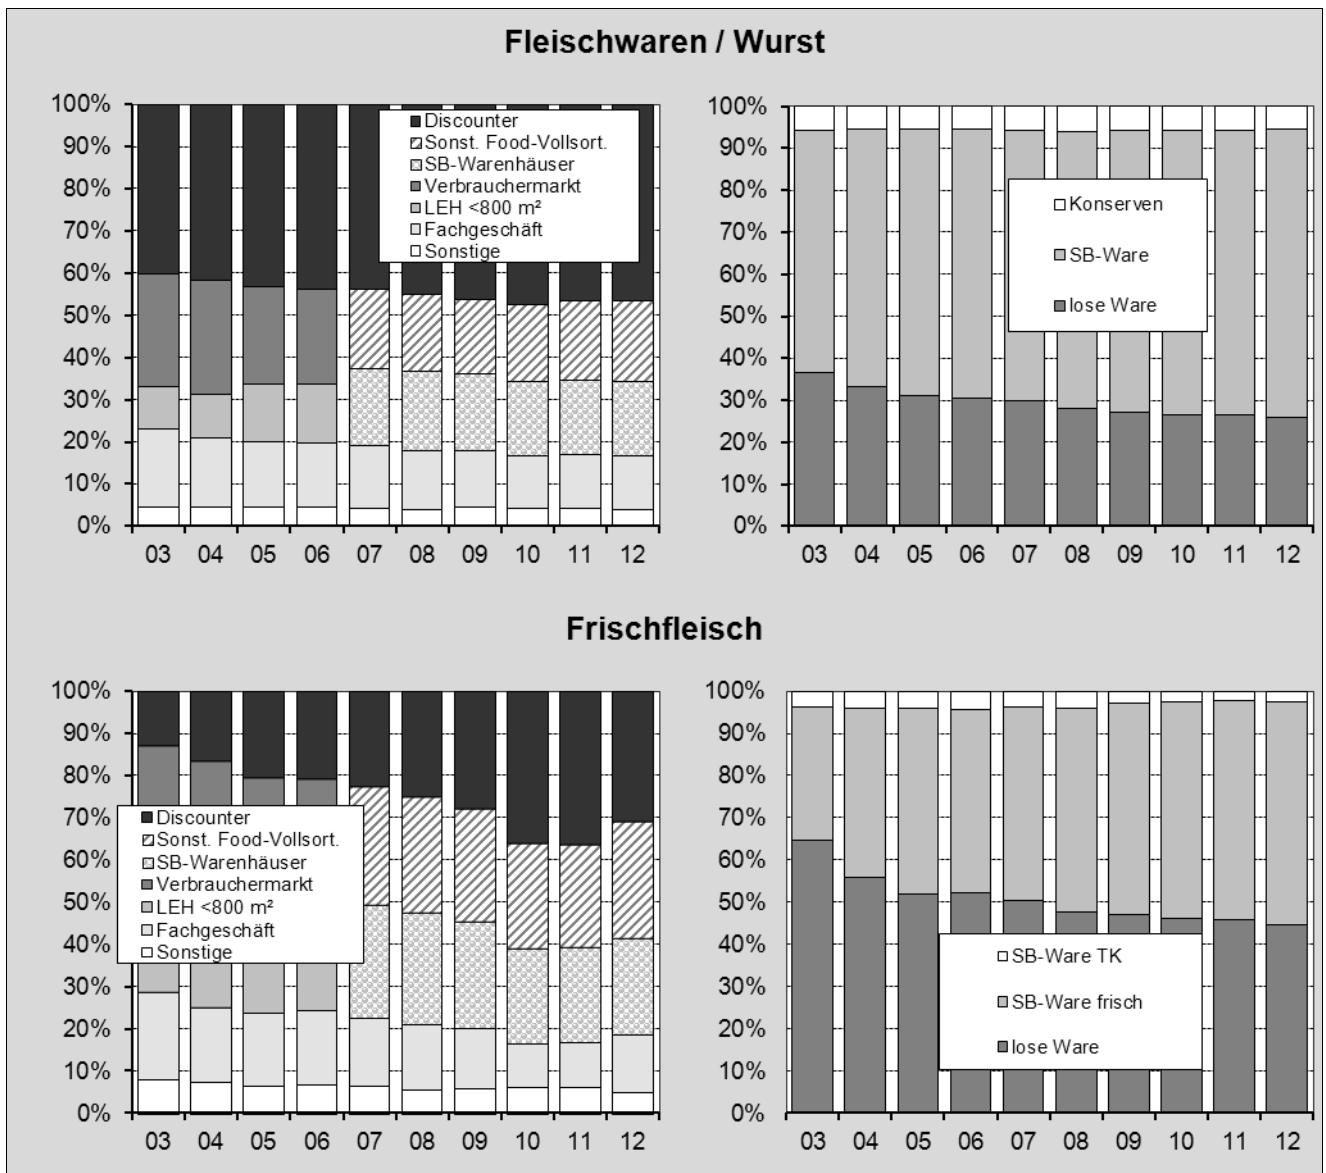 Fleischwaren / Wurst
100%
90%
80%
70%
60%
50%
40%
30%
20%
10%
0%
Discounter
Sonst. Food-Vollsort.
SB-Warenhäuser
Verbrauchermarkt
LEH <800 m²
Fachgeschäft
Sonstige
03 04 05 06 07 08 09 10 11 12
100%
90%
80%
70%
60%
50%
40%
30%
20%
10%
0%
Konserven
SB-Ware
lose Ware
03 04 05 06 07 08 09 10 11 12
Frischfleisch
100%
90%
80%
70%
60%
50%
40%
30%
20%
10%
0%
Discounter
Sonst. Food-Vollsort.
SB-Warenhäuser
Verbrauchermarkt
LEH <800 m²
Fachgeschäft
Sonstige
03 04 05 06 07 08 09 10 11 12
100%
90%
80%
70%
60%
50%
40%
30%
20%
10%
0%
SB-Ware TK
SB-Ware frisch
lose Ware
03 04 05 06 07 08 09 10 11 12